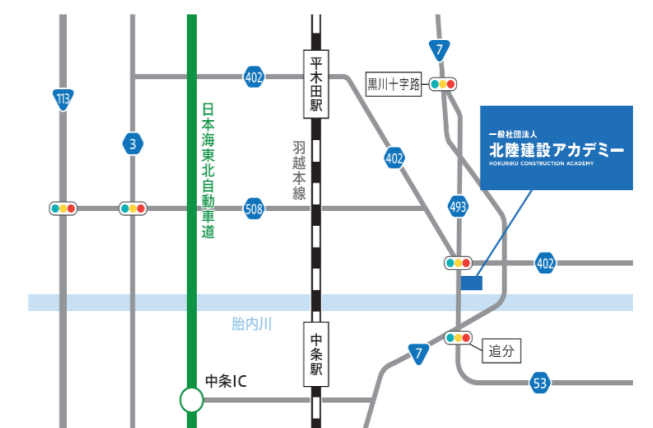 7
平木田駅
黒川十字路
402
113
日本海東北自動車道
一般社団法人
北陸建設アカデミー
HOKURIKU CONSTRUCTION ACADEMY
3
羽越本線
402
508
493
402
胎内川
中条駅
追分
7
中条IC
53